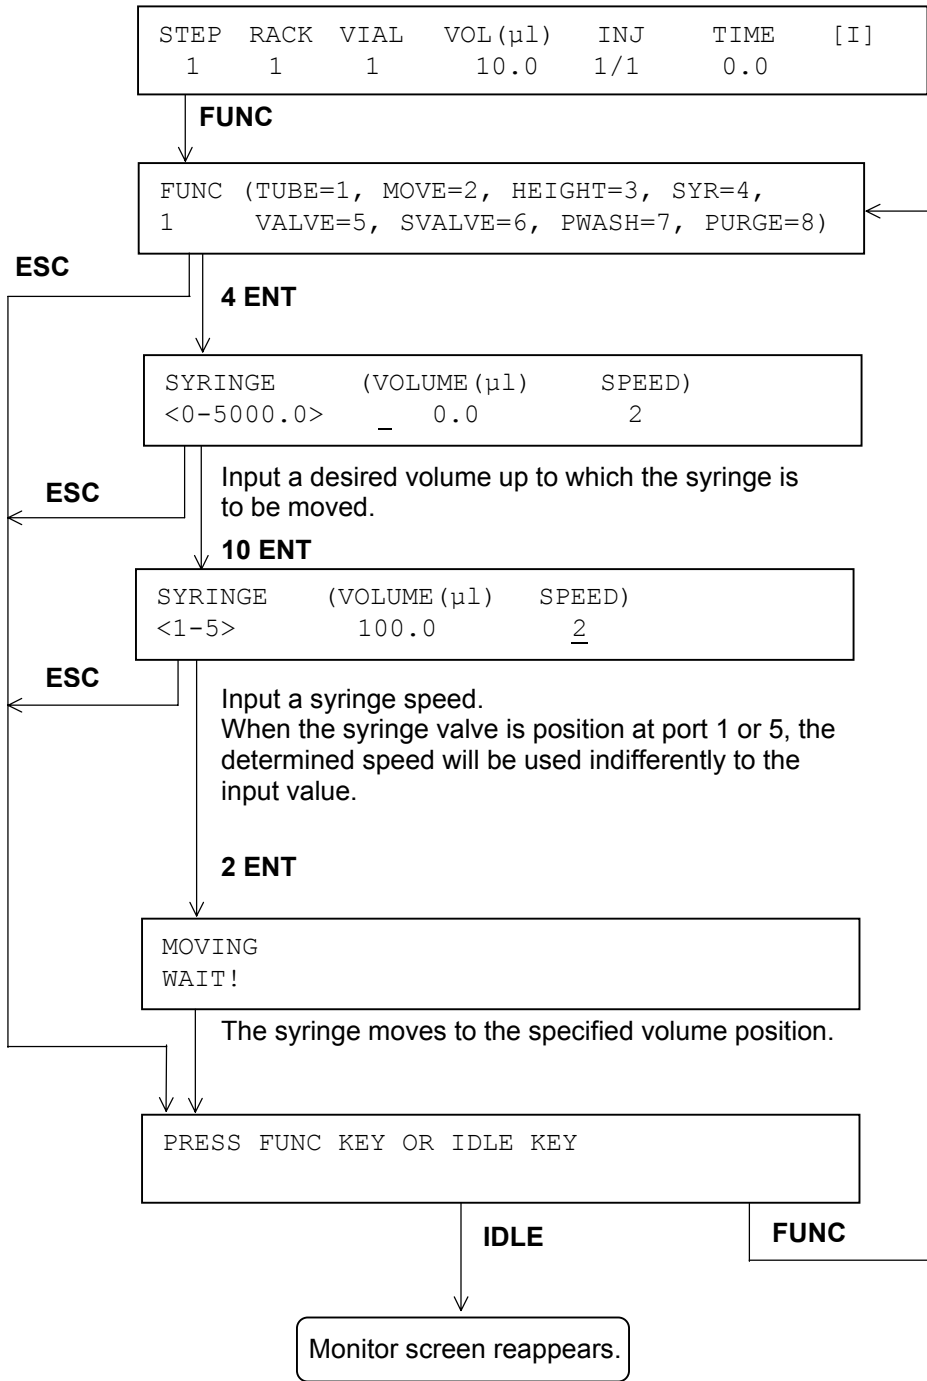 STEP RACK VIAL VOL(µl) INJ TIME [I]
1 1 1 10.0 1/1 0.0
FUNC
FUNC (TUBE=1, MOVE=2, HEIGHT=3, SYR=4,
1 VALVE=5, SVALVE=6, PWASH=7, PURGE=8)
ESC
4 ENT
SYRINGE (VOLUME(µl) SPEED)
<0-5000.0> _ 0.0 2
Input a desired volume up to which the syringe is
to be moved.
ESC
10 ENT
SYRINGE (VOLUME(µl) SPEED)
<1-5> 100.0 2
ESC
Input a syringe speed.
When the syringe valve is position at port 1 or 5, the
determined speed will be used indifferently to the
input value.
2 ENT
MOVING
WAIT!
The syringe moves to the specified volume position.
PRESS FUNC KEY OR IDLE KEY
IDLE
FUNC
Monitor screen reappears.